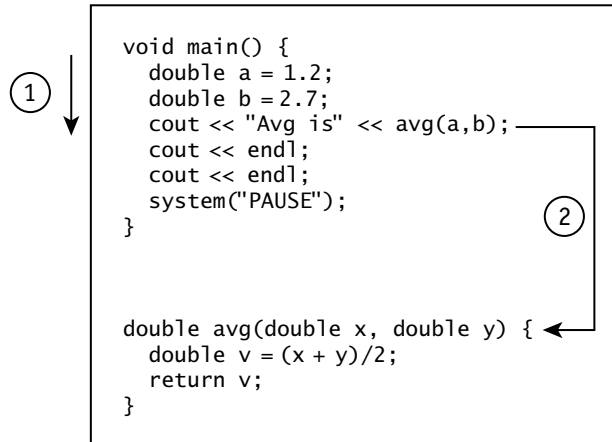 void main() {
double a = 1.2;
1
double b = 2.7;
cout << "Avg is" << avg(a,b);
cout << endl;
cout << endl;
system("PAUSE");
2
}
double avg(double x, double y) {
double v = (x + y)/2;
return v;
}